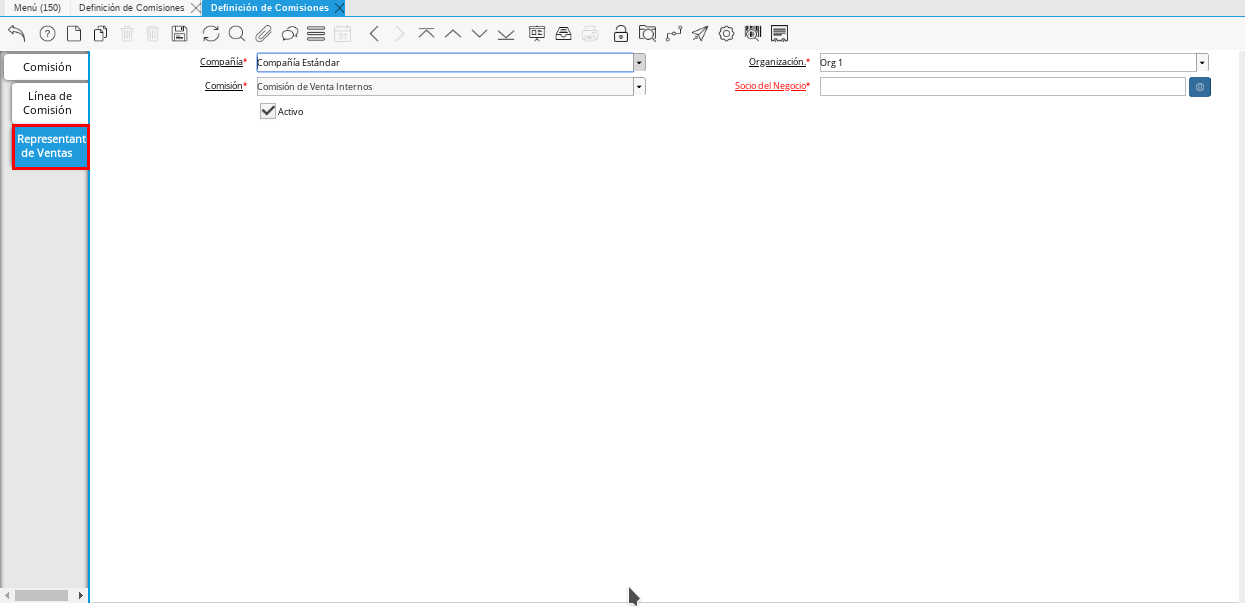 Menú (150) Definición de Comisiones Definición de Comisiones
Comisión
Línea de
Comisión
Representant
de Ventas
Compañía* Compañía Estándar Organización.* Org 1
Comisión* Comisión de Venta Internos Socio del Negocio*
Activo